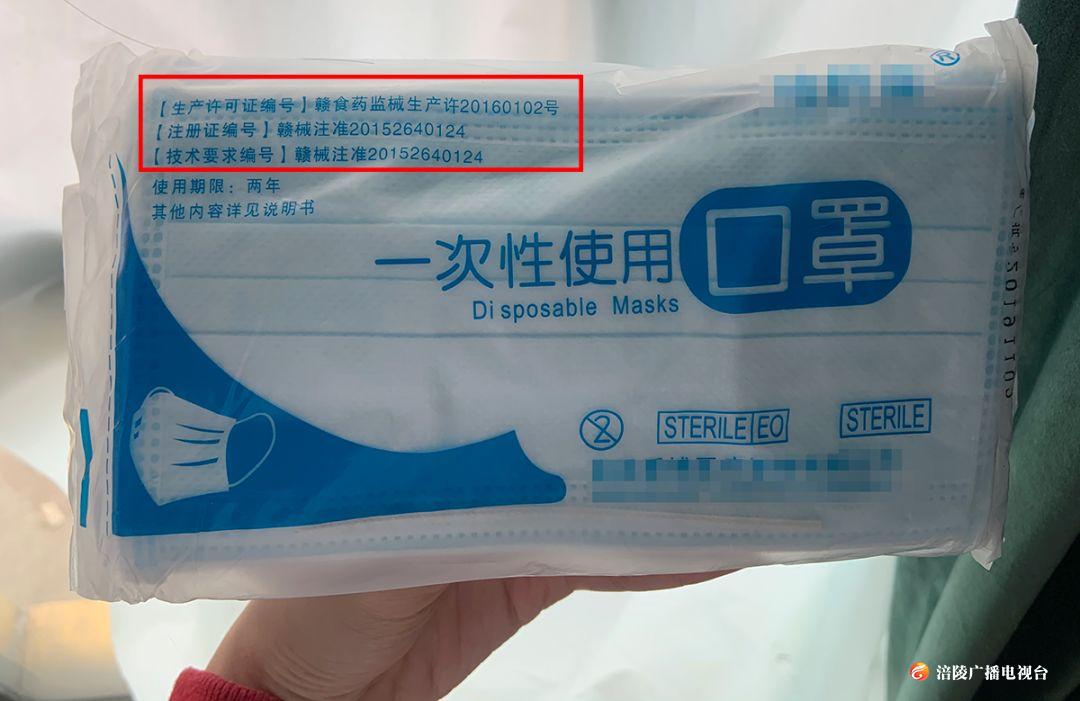 【生产许可证编号】赣食药监械生产许20160102号
【注册证编号】赣械注准20152640124
【技术要求编号】赣械注准20152640124
使用期限：两年
其他内容详见说明书
®
一次性使用口罩
Disposable Masks
2
STERILE EO
STERILE
20191105
涪陵广播电视台